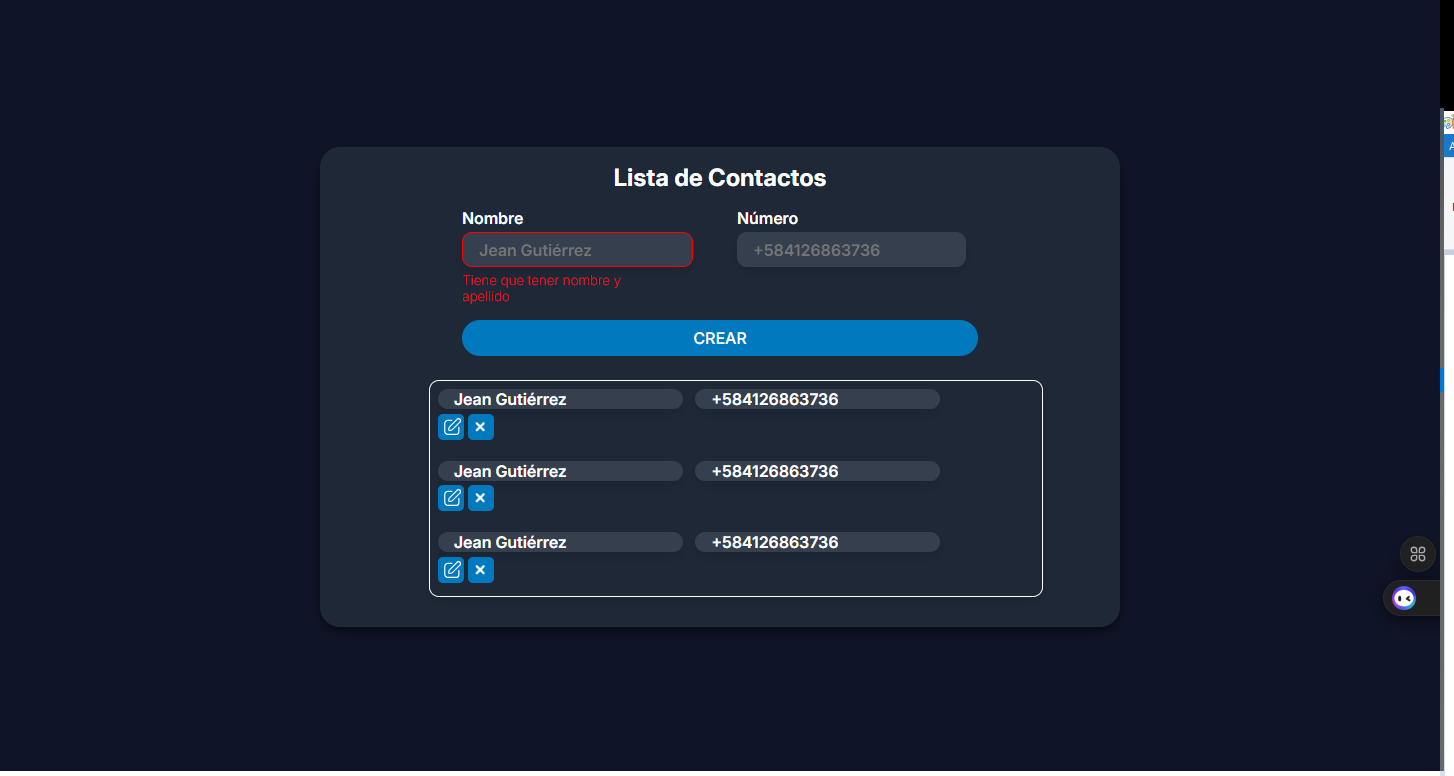 Lista de Contactos
Nombre
Número
Jean Gutiérrez
+584126863736
Tiene que tener nombre y
apellido
CREAR
Jean Gutiérrez
+584126863736
Jean Gutiérrez
+584126863736
Jean Gutiérrez
+584126863736